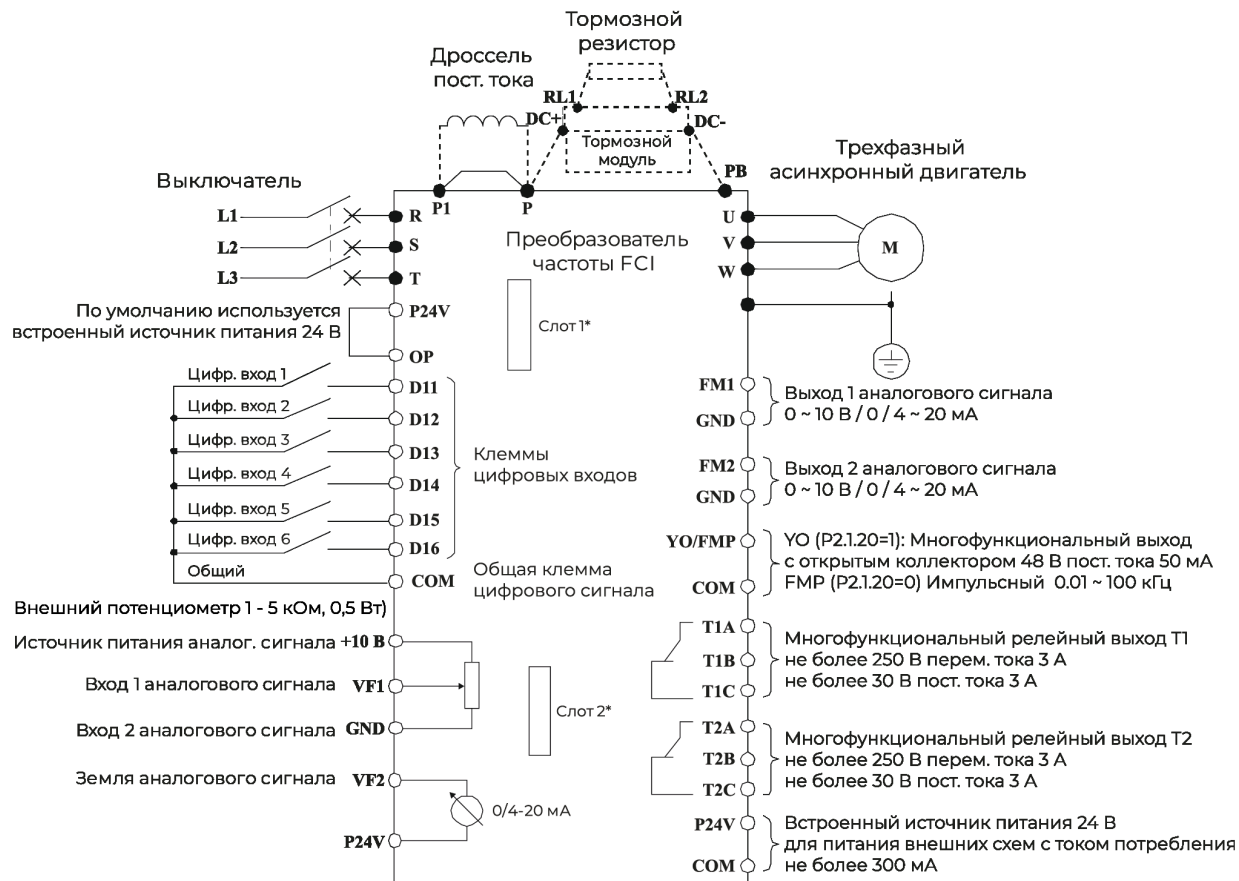 Тормозной
резистор
Дроссель
пост. тока
RL1
RL2
DC+
DC-
Тормозной
модуль
PB
Трехфазный
асинхронный двигатель
Выключатель
P1
P
L1
R
U
L2
S
V
M
L3
T
W
Преобразователь
частоты FCI
По умолчанию используется
встроенный источник питания 24 В
P24V
OP
Слот 1*
Цифр. вход 1
D11
Цифр. вход 2
D12
Цифр. вход 3
D13
Цифр. вход 4
D14
Цифр. вход 5
D15
Цифр. вход 6
D16
Общий
COM
Клеммы
цифровых входов
Общая клемма
цифрового сигнала
FM1
GND
Выход 1 аналогового сигнала
0 ~ 10 В / 0 / 4 ~ 20 мА
FM2
GND
Выход 2 аналогового сигнала
0 ~ 10 В / 0 / 4 ~ 20 мА
YO/FMP
COM
YO (P2.1.20=1): Многофункциональный выход
с открытым коллектором 48 В пост. тока 50 мА
FMP (P2.1.20=0) Импульсный 0.01 ~ 100 кГц
Внешний потенциометр 1 - 5 кОм, 0,5 Вт)
Источник питания аналог. сигнала +10 В
Вход 1 аналогового сигнала VF1
Вход 2 аналогового сигнала GND
Земля аналогового сигнала VF2
0/4-20 мА
P24V
Слот 2*
T1A
T1B
T1C
Многофункциональный релейный выход T1
не более 250 В перем. тока 3 А
не более 30 В пост. тока 3 А
T2A
T2B
T2C
Многофункциональный релейный выход T2
не более 250 В перем. тока 3 А
не более 30 В пост. тока 3 А
P24V
COM
Встроенный источник питания 24 В
для питания внешних схем с током потребления
не более 300 мА